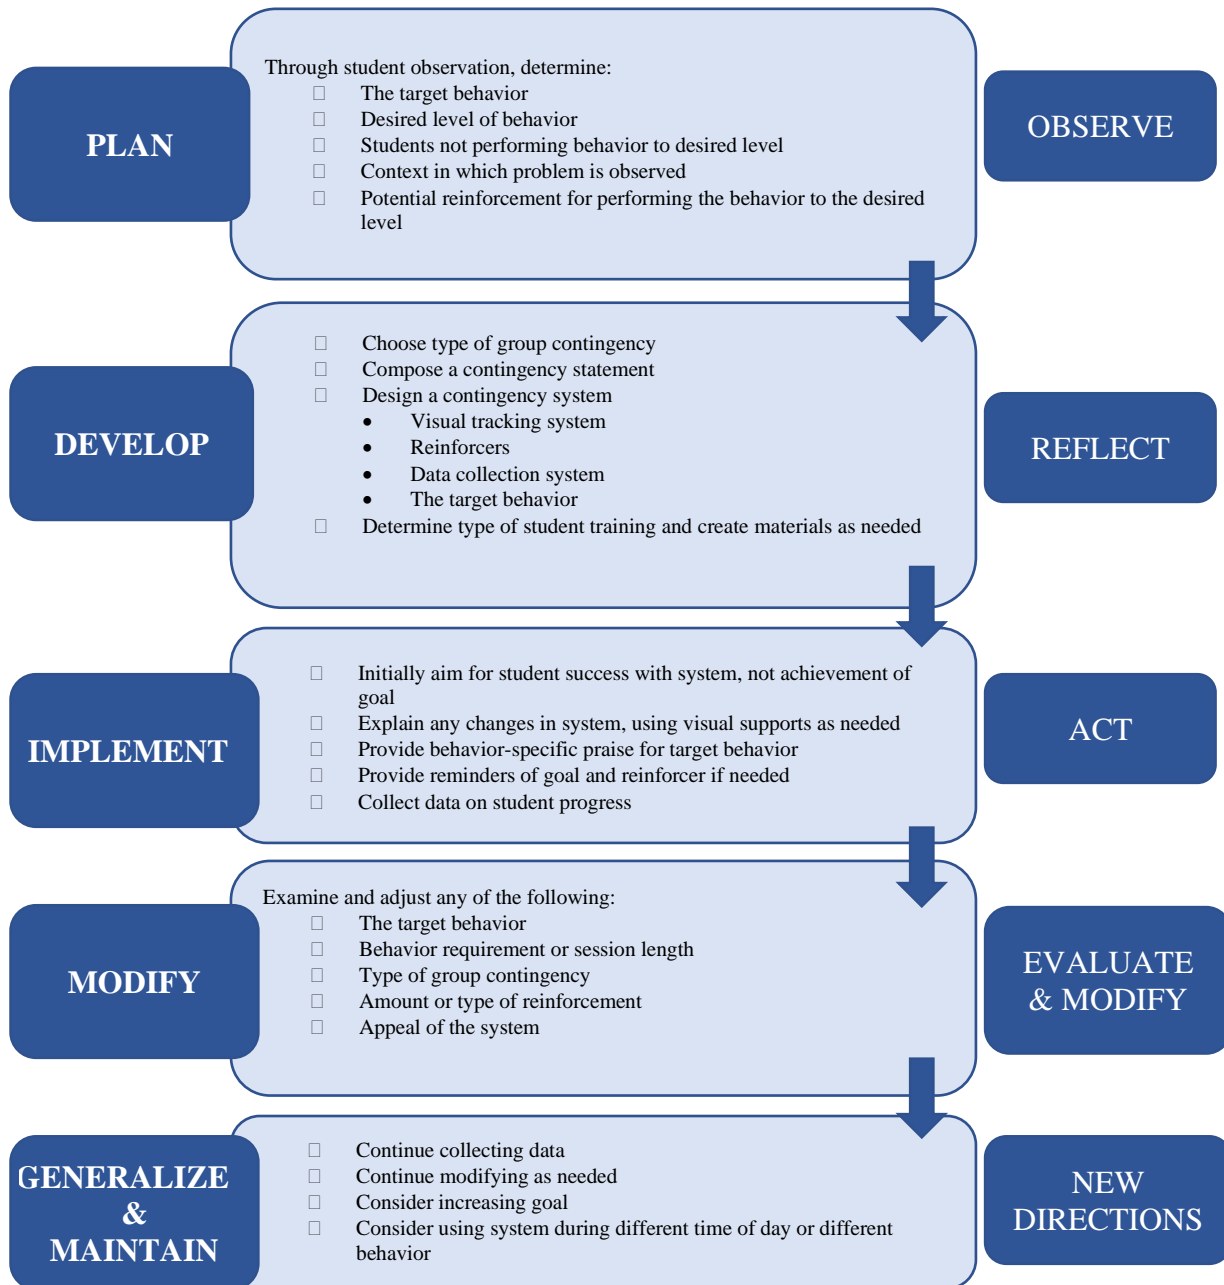 PLAN
Through student observation, determine:
☐ The target behavior
☐ Desired level of behavior
☐ Students not performing behavior to desired level
☐ Context in which problem is observed
☐ Potential reinforcement for performing the behavior to the desired
level
OBSERVE
DEVELOP
☐ Choose type of group contingency
☐ Compose a contingency statement
☐ Design a contingency system
• Visual tracking system
• Reinforcers
• Data collection system
• The target behavior
☐ Determine type of student training and create materials as needed
REFLECT
IMPLEMENT
☐ Initially aim for student success with system, not achievement of
goal
☐ Explain any changes in system, using visual supports as needed
☐ Provide behavior-specific praise for target behavior
☐ Provide reminders of goal and reinforcer if needed
☐ Collect data on student progress
ACT
MODIFY
Examine and adjust any of the following:
☐ The target behavior
☐ Behavior requirement or session length
☐ Type of group contingency
☐ Amount or type of reinforcement
☐ Appeal of the system
EVALUATE
& MODIFY
GENERALIZE
&
MAINTAIN
☐ Continue collecting data
☐ Continue modifying as needed
☐ Consider increasing goal
☐ Consider using system during different time of day or different
behavior
NEW
DIRECTIONS